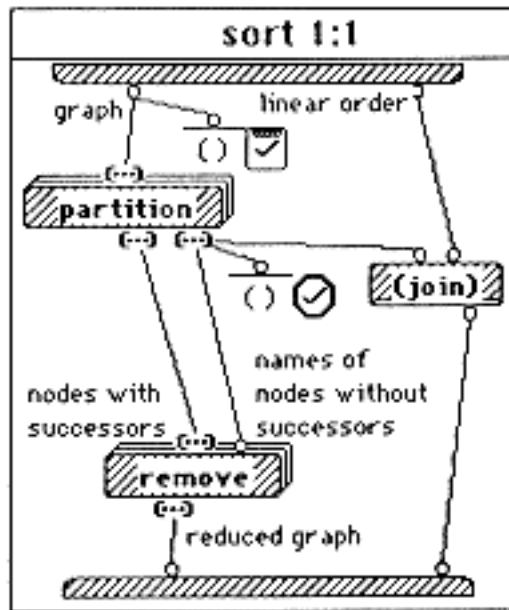 sort 1:1
graph
linear order
( )
partition
( )
(join)
names of
nodes with
nodes without
successors
successors
remove
reduced graph